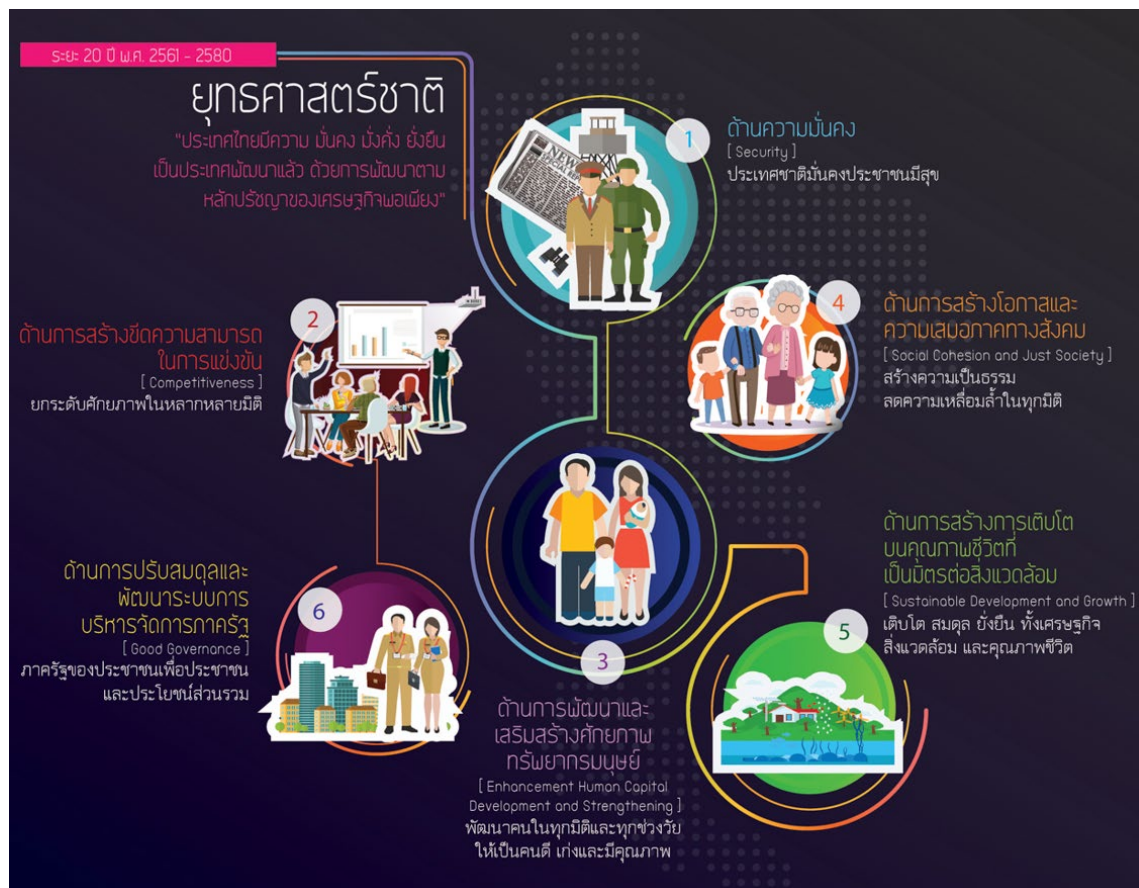 ระยะ 20 ปี พ.ศ. 2561 - 2580
ยุทธศาสตร์ชาติ
"ประเทศไทยมีความ มั่นคง มั่งคั่ง ยั่งยืน
เป็นประเทศพัฒนาแล้ว ด้วยการพัฒนาตาม
หลักปรัชญาของเศรษฐกิจพอเพียง"
1
ด้านความมั่นคง
[ Security ]
ประเทศชาติมั่นคงประชาชนมีสุข
NEW
2
ด้านการสร้างขีดความสามารถ
ในการแข่งขัน
[ Competitiveness ]
ยกระดับศักยภาพในหลากหลายมิติ
3
ด้านการพัฒนาและ
เสริมสร้างศักยภาพ
ทรัพยากรมนุษย์
[ Enhancement Human Capital
Development and Strengthening ]
พัฒนาคนในทุกมิติและทุกช่วงวัย
ให้เป็นคนดี เก่งและมีคุณภาพ
4
ด้านการสร้างโอกาสและ
ความเสมอภาคทางสังคม
[ Social Cohesion and Just Society ]
สร้างความเป็นธรรม
ลดความเหลื่อมล้ำในทุกมิติ
5
ด้านการสร้างการเติบโต
บนคุณภาพชีวิตที่
เป็นมิตรต่อสิ่งแวดล้อม
[ Sustainable Development and Growth ]
เติบโต สมดุล ยั่งยืน ทั้งเศรษฐกิจ
สิ่งแวดล้อม และคุณภาพชีวิต
6
ด้านการปรับสมดุลและ
พัฒนาระบบการ
บริหารจัดการภาครัฐ
[ Good Governance ]
ภาครัฐของประชาชนเพื่อประชาชน
และประโยชน์ส่วนรวม